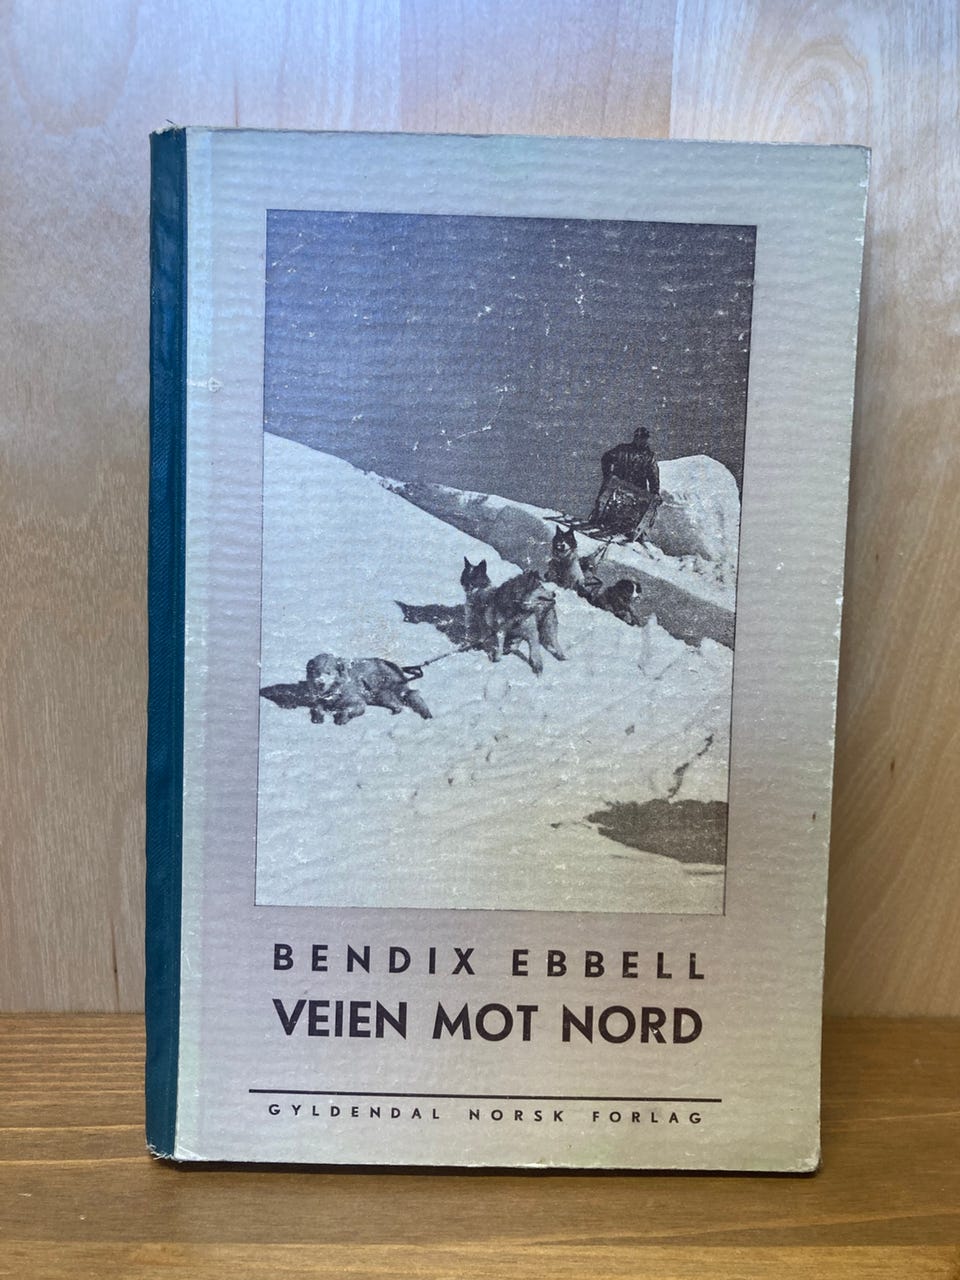 BENDIX EBBELL
VEIEN MOT NORD
GYLDENDAL NORSK FORLAG